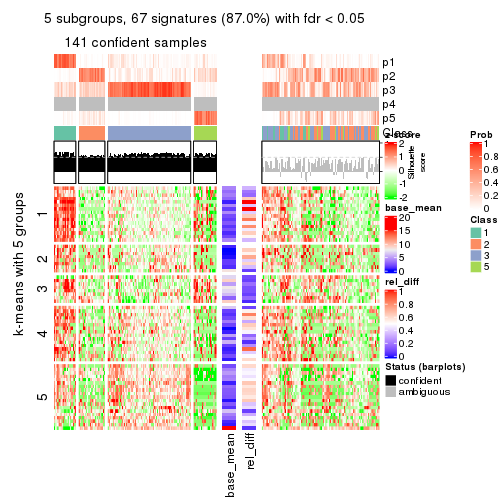 5 subgroups, 67 signatures (87.0%) with fdr < 0.05
141 confident samples
p1
p2
p3
p4
p5
Class
Silhouette
score
k-means with 5 groups
1
2
3
4
5
base_mean
rel_diff
z-score
2
1
0
-1
-2
base_mean
20
15
10
5
0
rel_diff
1
0.8
0.6
0.4
0.2
0
Status (barplots)
confident
ambiguous
Prob
1
0.8
0.6
0.4
0.2
0
Class
1
2
3
5